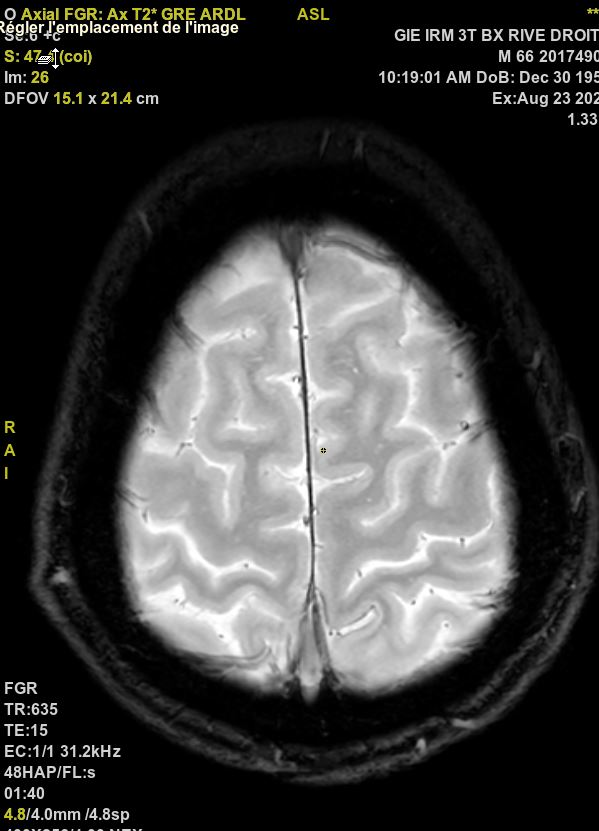 O Axial FGR: Ax T2* GRE ARDL
ASL
**
Régler l'emplacement de l'image
Se:6 +c
GIE IRM 3T BX RIVE DROIT
S: 47. (coi)
M 66 2017490
Im: 26
10:19:01 AM DoB: Dec 30 195
DFOV 15.1 x 21.4 cm
Ex:Aug 23 202
1.33
R
A
I
FGR
TR:635
TE:15
EC:1/1 31.2kHz
48HAP/FL:s
01:40
4.8/4.0mm /4.8sp